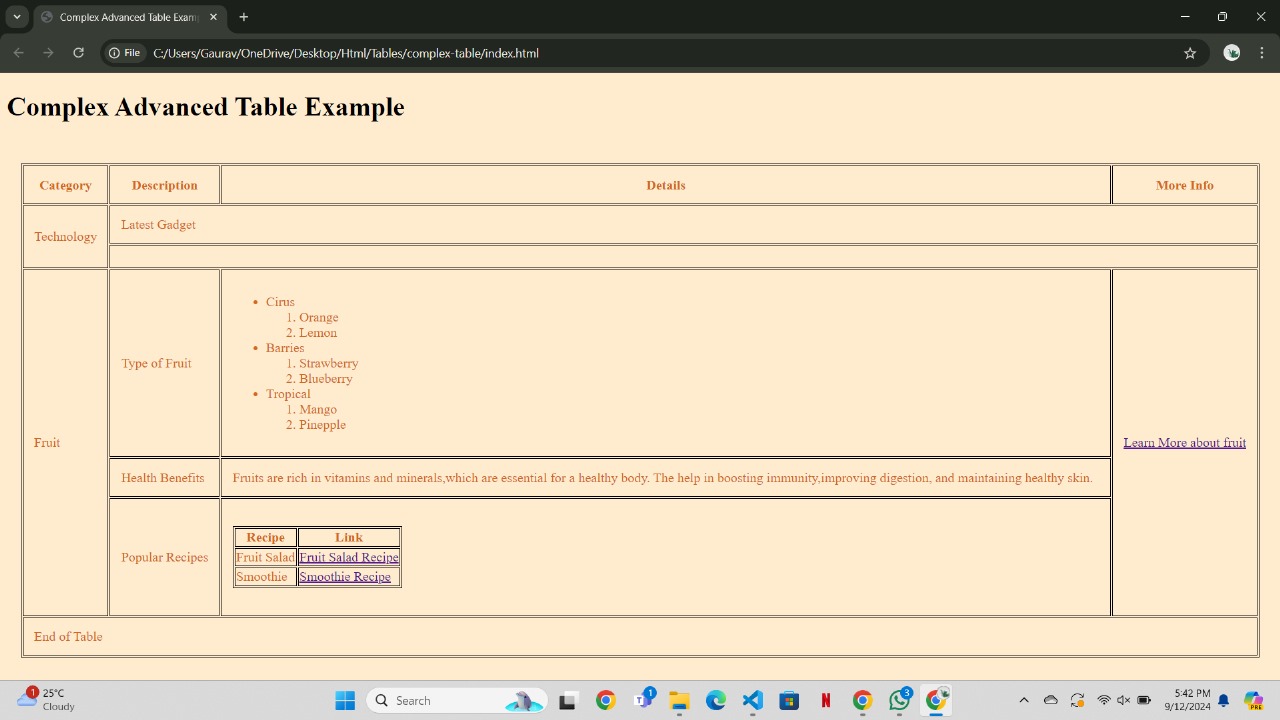 Complex Advanced Table Exam
File
C:/Users/Gaurav/OneDrive/Desktop/Html/Tables/complex-table/index.html
Complex Advanced Table Example
Category Description Details More Info
Technology
Latest Gadget
Fruit
Type of Fruit
• Cirus
1. Orange
2. Lemon
• Barries
1. Strawberry
2. Blueberry
• Tropical
1. Mango
2. Pinepple
Learn More about fruit
Health Benefits
Fruits are rich in vitamins and minerals,which are essential for a healthy body. The help in boosting immunity,improving digestion, and maintaining healthy skin.
Popular Recipes
Recipe Link
Fruit Salad Fruit Salad Recipe
Smoothie Smoothie Recipe
End of Table
1
25°C
Cloudy
Search
1
3
5:42 PM
9/12/2024
PRE